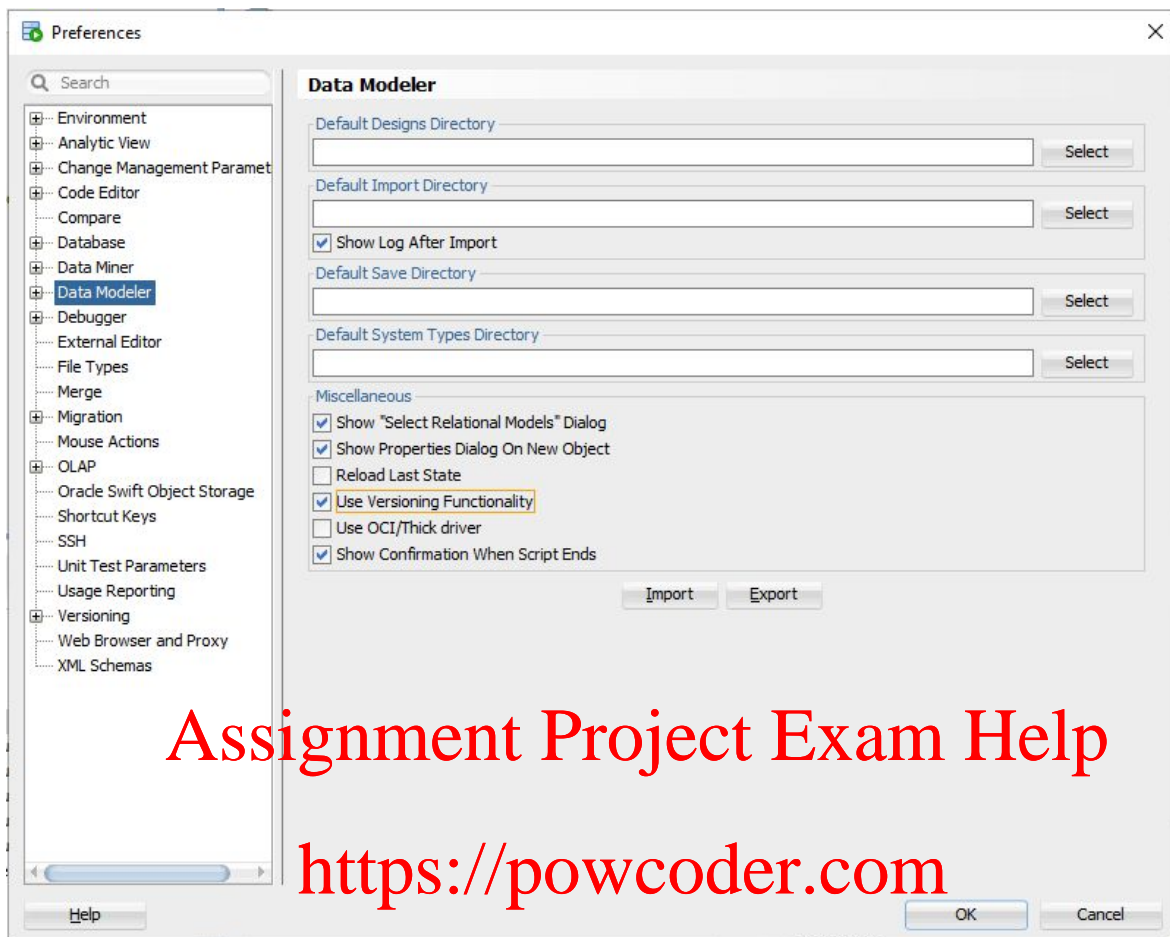 Preferences
Search
Environment
Analytic View
Change Management Paramet
Code Editor
Compare
Database
Data Miner
Data Modeler
Debugger
External Editor
File Types
Merge
Migration
Mouse Actions
OLAP
Oracle Swift Object Storage
Shortcut Keys
SSH
Unit Test Parameters
Usage Reporting
Versioning
Web Browser and Proxy
XML Schemas
Data Modeler
Default Designs Directory
Select
Default Import Directory
Select
Show Log After Import
Default Save Directory
Select
Default System Types Directory
Select
Miscellaneous
Show "Select Relational Models" Dialog
Show Properties Dialog On New Object
Reload Last State
Use Versioning Functionality
Use OCI/Thick driver
Show Confirmation When Script Ends
Import Export
Assignment Project Exam Help
https://powcoder.com
Help OK Cancel